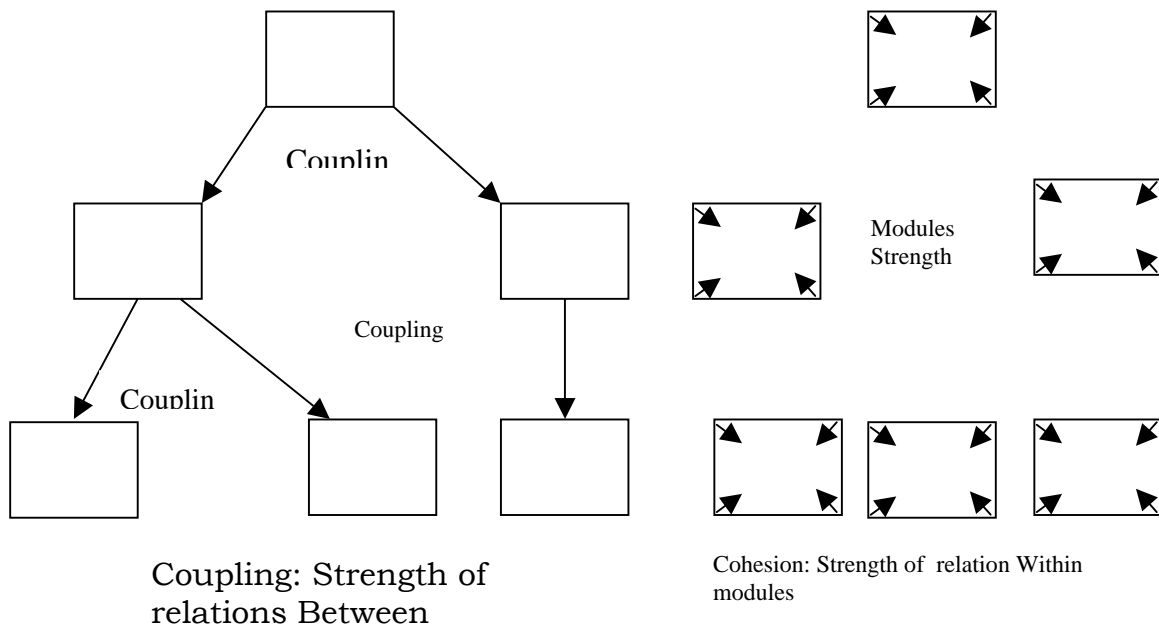 Couplin
Modules
Strength
Coupling
Couplin
Coupling: Strength of
relations Between
Cohesion: Strength of relation Within
modules